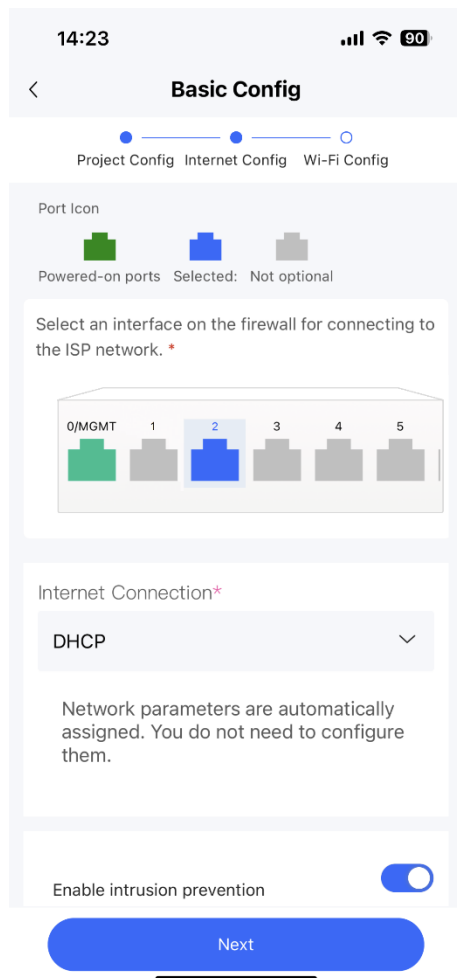 14:23
90
Basic Config
Project Config Internet Config Wi-Fi Config
Port Icon
Powered-on ports Selected: Not optional
Select an interface on the firewall for connecting to
the ISP network. *
0/MGMT 1 2 3 4 5
Internet Connection*
DHCP
Network parameters are automatically
assigned. You do not need to configure
them.
Enable intrusion prevention
Next